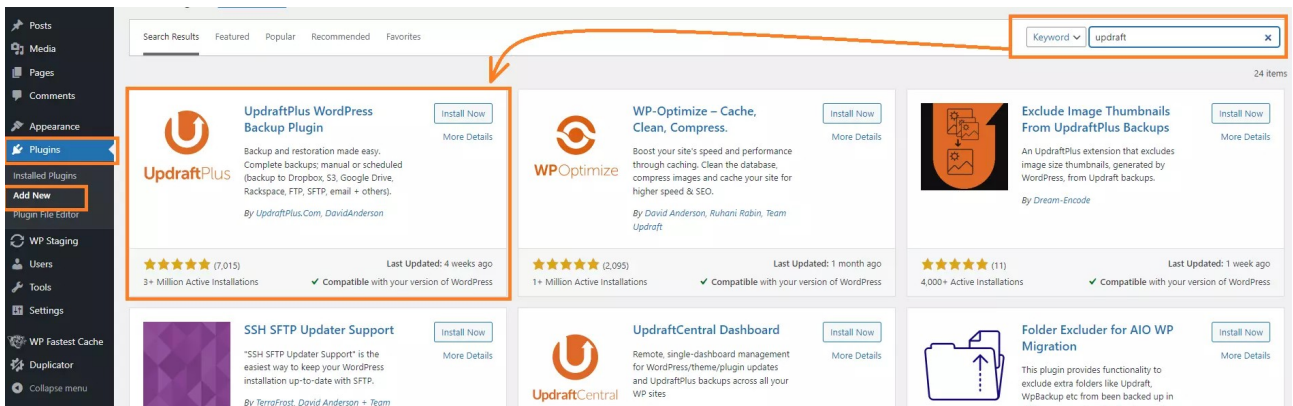 Posts
Media
Pages
Comments
Appearance
Plugins
Installed Plugins
Add New
Plugin File Editor
WP Staging
Users
Tools
Settings
WP Fastest Cache
Duplicator
Collapse menu
Search Results Featured Popular Recommended Favorites
Keyword updraft
24 items
UpdraftPlus
UpdraftPlus WordPress
Backup Plugin
Install Now
More Details
Backup and restoration made easy.
Complete backups; manual or scheduled
(backup to Dropbox, S3, Google Drive,
Rackspace, FTP, SFTP, email + others).
By UpdraftPlus.Com, DavidAnderson
(7,015)
3+ Million Active Installations
Last Updated: 4 weeks ago
Compatible with your version of WordPress
WPOptimize
WP-Optimize – Cache,
Clean, Compress.
Install Now
More Details
Boost your site's speed and performance
through caching. Clean the database,
compress images and cache your site for
higher speed & SEO.
By David Anderson, Ruhani Rabin, Team
Updraft
(2,095)
1+ Million Active Installations
Last Updated: 1 month ago
Compatible with your version of WordPress
Exclude Image Thumbnails
From UpdraftPlus Backups
Install Now
More Details
An UpdraftPlus extension that excludes
image size thumbnails, generated by
WordPress, from Updraft backups.
By Dream-Encode
(11)
4,000+ Active Installations
Last Updated: 1 week ago
Compatible with your version of WordPress
SSH SFTP Updater Support
Install Now
More Details
"SSH SFTP Updater Support" is the
easiest way to keep your WordPress
installation up-to-date with SFTP.
By TerraFrost, David Anderson + Team
UpdraftCentral
UpdraftCentral Dashboard
Install Now
More Details
Remote, single-dashboard management
for WordPress/theme/plugin updates
and UpdraftPlus backups across all your
WP sites
Folder Excluder for AIO WP
Migration
Install Now
More Details
This plugin provides functionality to
exclude extra folders like Updraft,
WpBackup etc from been backed up in